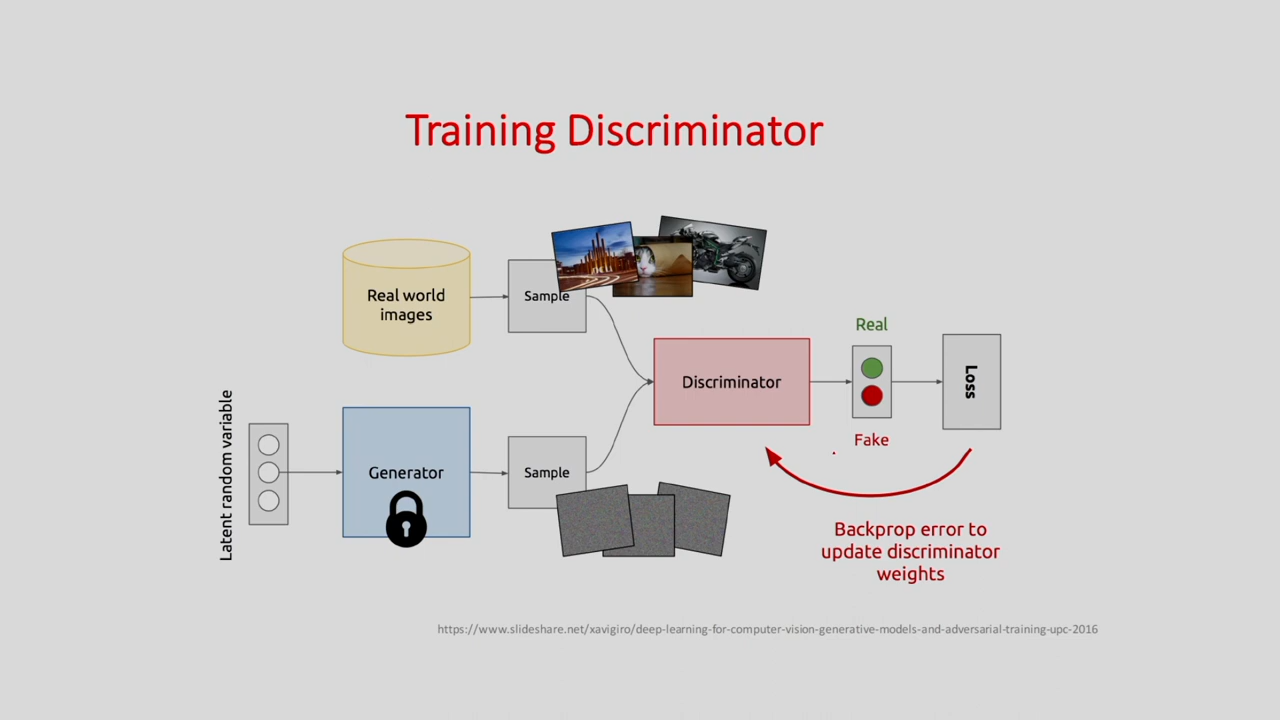 Training Discriminator
Real world
images
Sample
Real
Discriminator
Loss
Fake
Latent random variable
Generator
Sample
Backprop error to
update discriminator
weights
https://www.slideshare.net/xavigiro/deep-learning-for-computer-vision-generative-models-and-adversarial-training-upc-2016